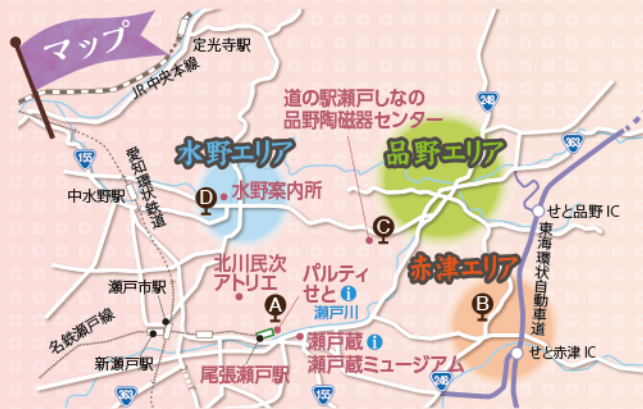 マップ
定光寺駅
JR中央本線
248
道の駅瀬戸しなの
品野陶磁器センター
155
愛知環状鉄道
水野エリア
品野エリア
363
中水野駅
D
水野案内所
せと品野IC
C
東海環状自動車道
赤津エリア
北川民次
アトリエ
パルティ
せと i
瀬戸川
瀬戸市駅
A
B
名鉄瀬戸線
瀬戸蔵 i
瀬戸蔵ミュージアム
新瀬戸駅
尾張瀬戸駅
せと赤津IC
363
155
248